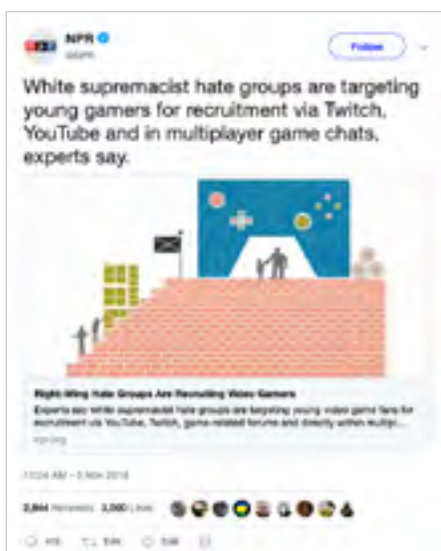 NPR
Follow
White supremacist hate groups are targeting
young gamers for recruitment via Twitch,
YouTube and in multiplayer game chats,
experts say.
Right-Wing Hate Groups Are Recruiting Video Gamers
Experts say white supremacist hate groups are targeting young video game fans for
recruitment via YouTube, Twitch, game-related forums and directly within